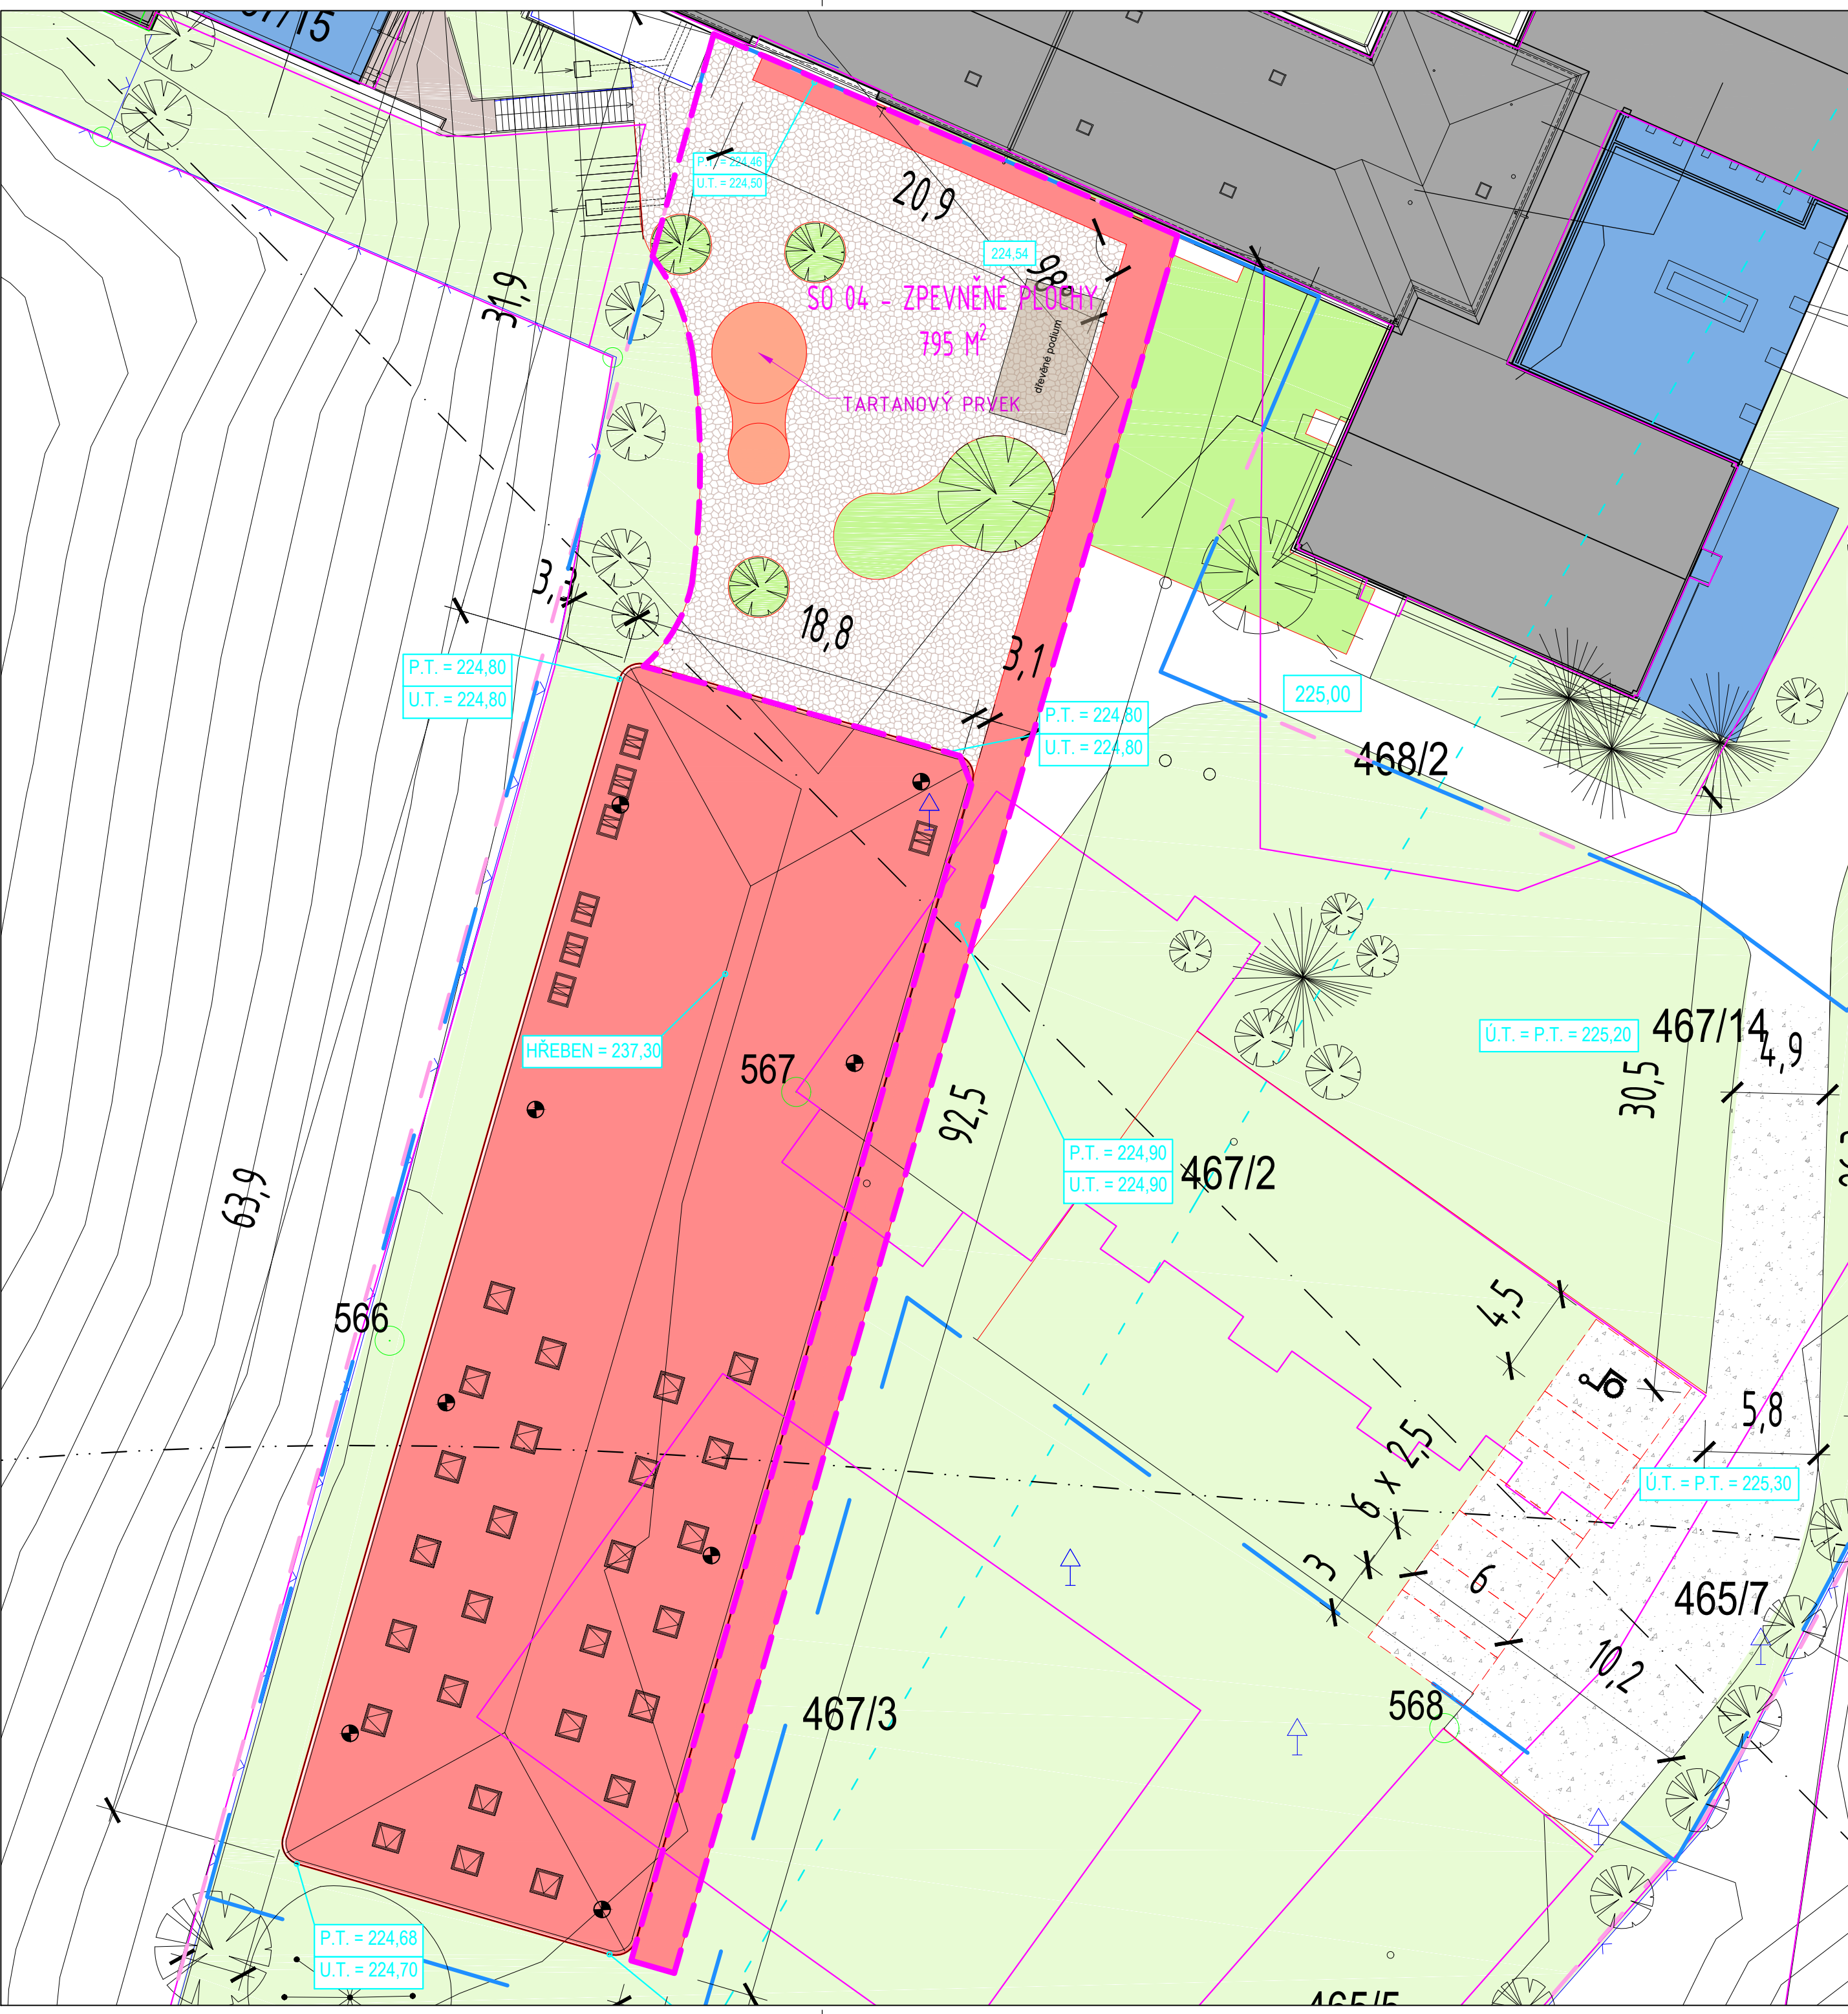 P.T. = 224,46
U.T. = 224,50
20,9
224,54
98°
31,9
SO 04 - ZPEVNĚNÉ PLOCHY
795 M²
dřevěné podium
TARTANOVÝ PRVEK
18,8
3,1
P.T. = 224,80
U.T. = 224,80
225,00
P.T. = 224,80
U.T. = 224,80
468/2
467/14
4,9
Ú.T. = P.T. = 225,20
HŘEBEN = 237,30
567
30,5
92,5
P.T. = 224,90
U.T. = 224,90
467/2
63,9
566
4,5
5,8
6 x 2,5
Ú.T. = P.T. = 225,30
3
6
465/7
10,2
568
467/3
P.T. = 224,68
U.T. = 224,70